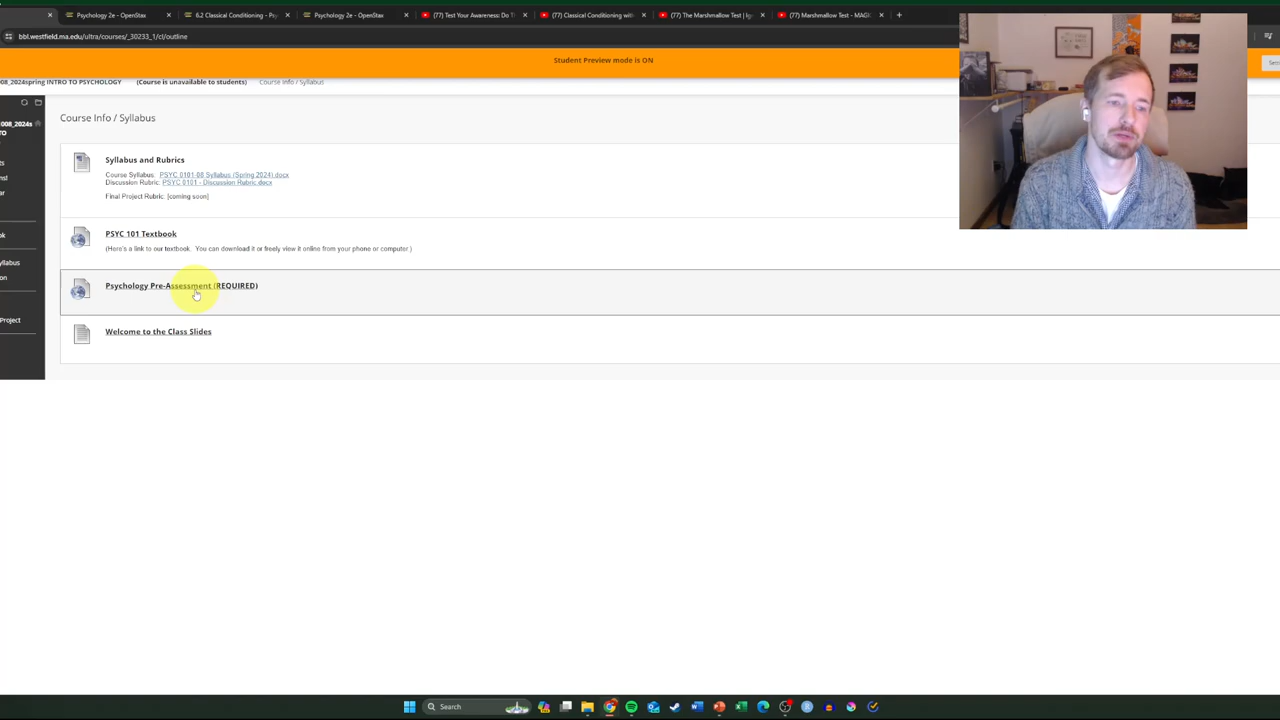 Psychology 2e - OpenStax
6.2 Classical Conditioning - Psy
Psychology 2e - OpenStax
(77) Test Your Awareness: Do T
(77) Classical Conditioning with
(77) The Marshmallow Test | Ig
(77) Marshmallow Test - MAGIC
bbl.westfield.ma.edu/ultra/courses/_30233_1/cl/outline
Student Preview mode is ON
008_2024spring INTRO TO PSYCHOLOGY (Course is unavailable to students) Course Info / Syllabus
Course Info / Syllabus
Syllabus and Rubrics
Course Syllabus: PSYC 0101-88 Syllabus (Spring 2024).docx
Discussion Rubric: PSYC 0101 - Discussion Rubric.docx
Final Project Rubric: [coming soon]
PSYC 101 Textbook
(Here's a link to our textbook. You can download it or freely view it online from your phone or computer.)
Psychology Pre-Assessment (REQUIRED)
Welcome to the Class Slides
Project
Search